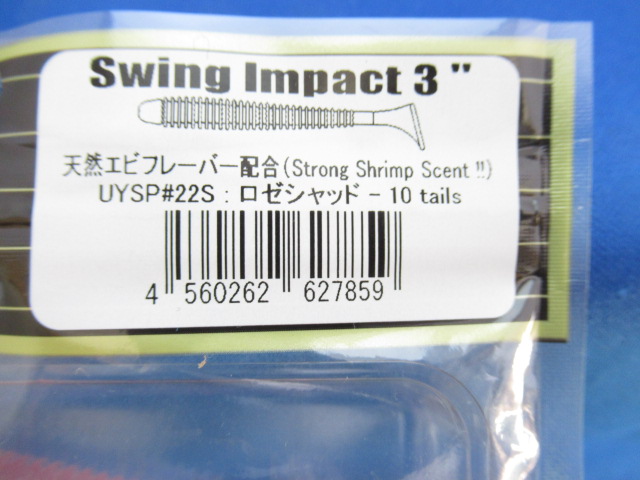 Swing Impact 3 "
天然エビフレーバー配合(Strong Shrimp Scent !!)
UYSP#22S : ロゼシャッド - 10 tails
4 560262 627859